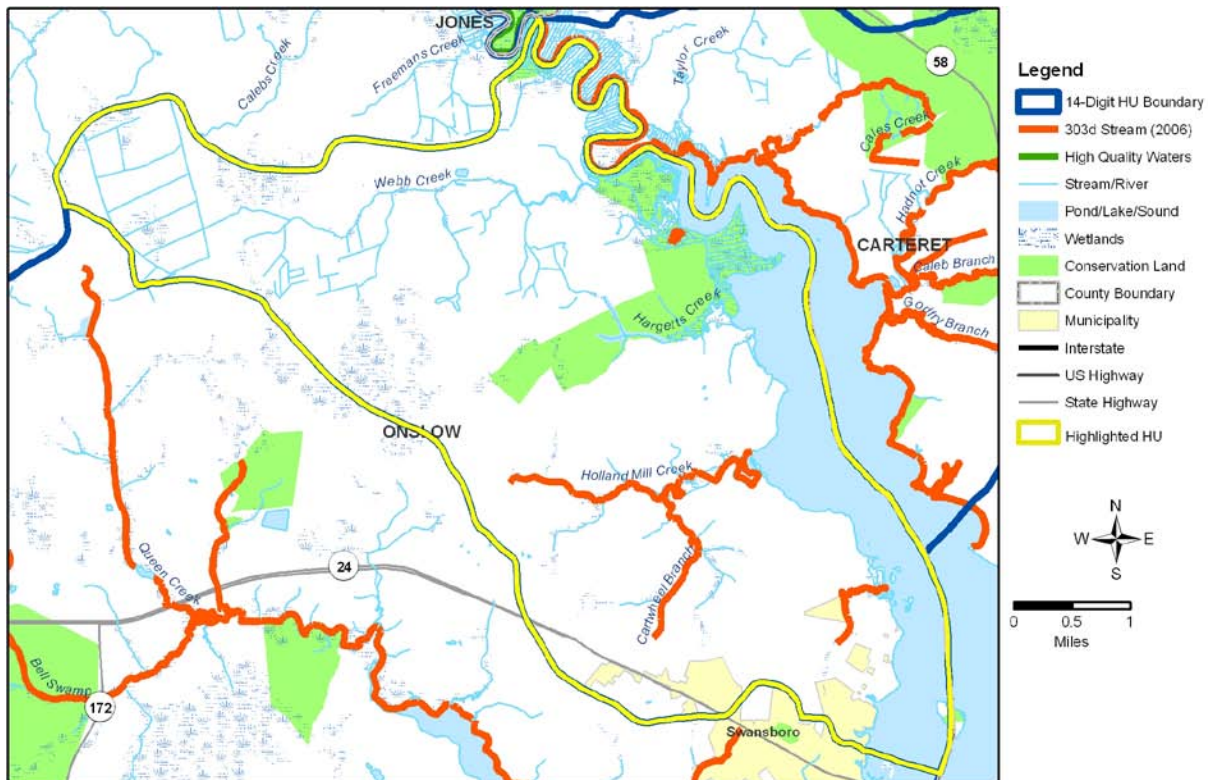 JONES
Calebs Creek
Freemans Creek
Taylor Creek
58
Cales Creek
Hadnot Creek
Webb Creek
CARTERET
Caleb Branch
Godfry Branch
Hargetts Creek
ONSLOW
Holland Mill Creek
Cartwheel Branch
Queen Creek
24
Bell Swamp
172
Swansboro
Legend
14-Digit HU Boundary
303d Stream (2006)
High Quality Waters
Stream/River
Pond/Lake/Sound
Wetlands
Conservation Land
County Boundary
Municipality
Interstate
US Highway
State Highway
Highlighted HU
N
W E
S
0 0.5 1
Miles